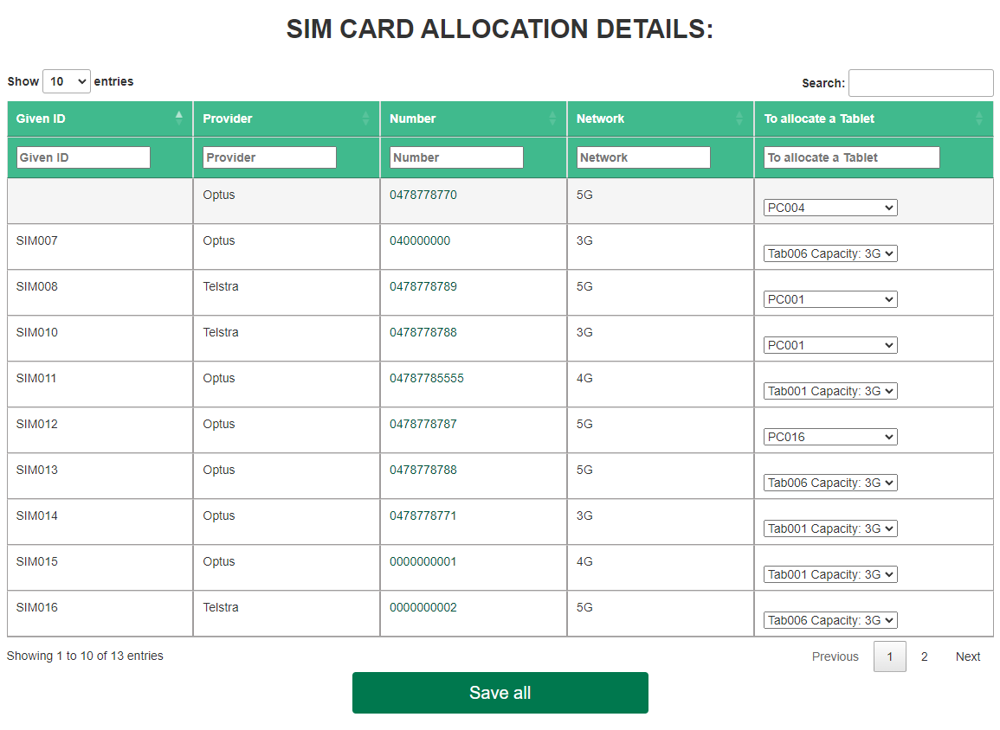 SIM CARD ALLOCATION DETAILS:
Show 10 entries Search:
Given ID Provider Number Network To allocate a Tablet
Given ID Provider Number Network To allocate a Tablet
Optus 0478778770 5G PC004
SIM007 Optus 040000000 3G Tab006 Capacity: 3G
SIM008 Telstra 0478778789 5G PC001
SIM010 Telstra 0478778788 3G PC001
SIM011 Optus 04787785555 4G Tab001 Capacity: 3G
SIM012 Optus 0478778787 5G PC016
SIM013 Optus 0478778788 5G Tab006 Capacity: 3G
SIM014 Optus 0478778771 3G Tab001 Capacity: 3G
SIM015 Optus 0000000001 4G Tab001 Capacity: 3G
SIM016 Telstra 0000000002 5G Tab006 Capacity: 3G
Showing 1 to 10 of 13 entries Previous 1 2 Next
Save all